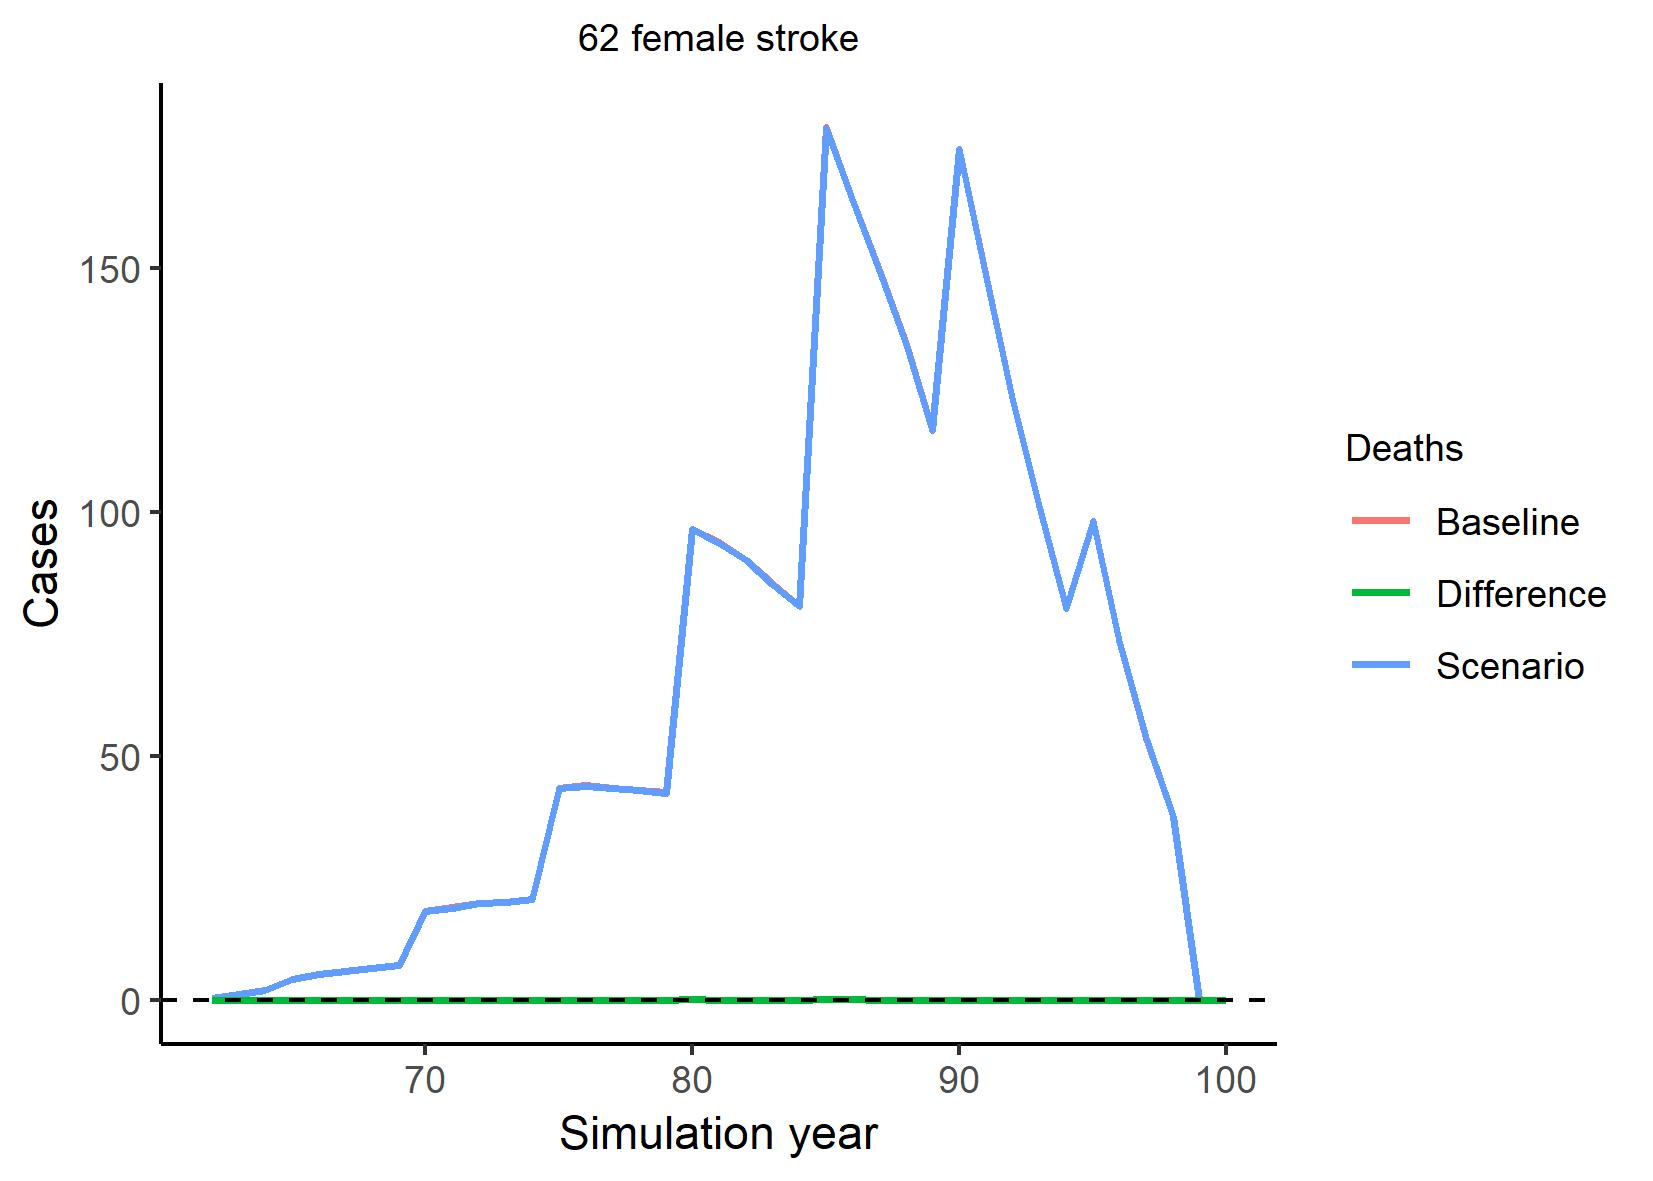 62 female stroke
150
100
50
0
Cases
70 80 90 100
Simulation year
Deaths
Baseline
Difference
Scenario